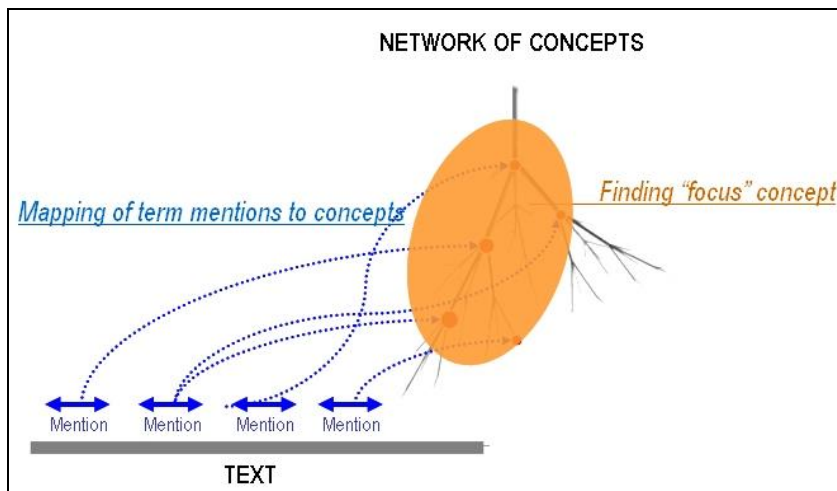 NETWORK OF CONCEPTS
Mapping of term mentions to concepts
Finding "focus" concept
Mention
Mention
Mention
Mention
TEXT